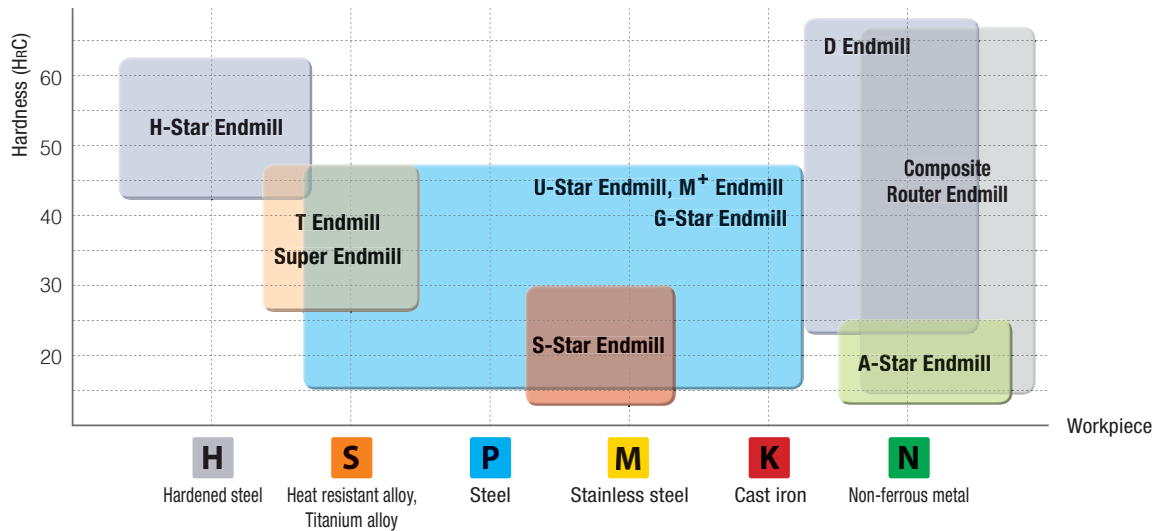 Hardness (HRC)
60
50
40
30
20
H-Star Endmill
T Endmill
Super Endmill
U-Star Endmill, M⁺ Endmill
G-Star Endmill
S-Star Endmill
D Endmill
Composite
Router Endmill
A-Star Endmill
Workpiece
H
Hardened steel
S
Heat resistant alloy,
Titanium alloy
P
Steel
M
Stainless steel
K
Cast iron
N
Non-ferrous metal